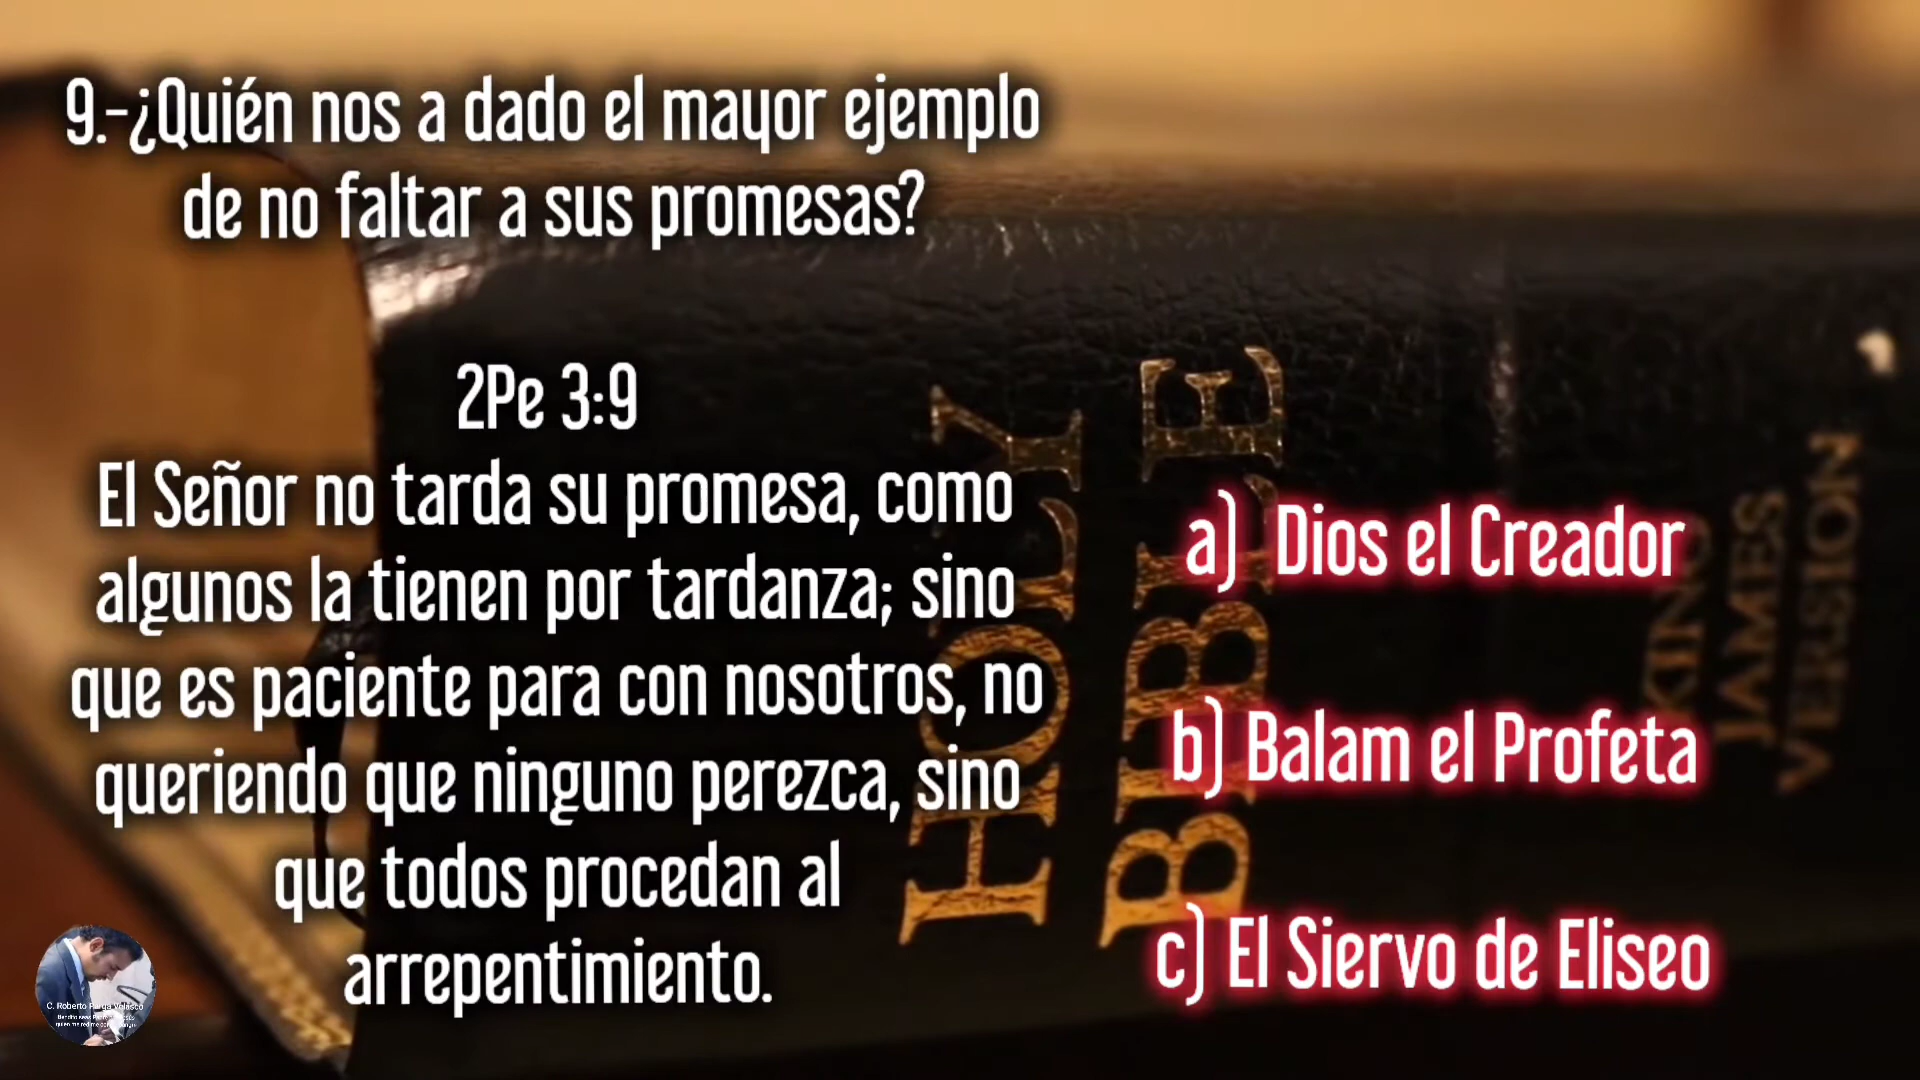 9.-¿Quién nos a dado el mayor ejemplo
de no faltar a sus promesas?
2Pe 3:9
El Señor no tarda su promesa, como
algunos la tienen por tardanza; sino
que es paciente para con nosotros, no
queriendo que ninguno perezca, sino
que todos procedan al
arrepentimiento.
a) Dios el Creador
b) Balam el Profeta
c) El Siervo de Eliseo
HOLY
BIBLE
KING
JAMES
VERSION
C. Roberto